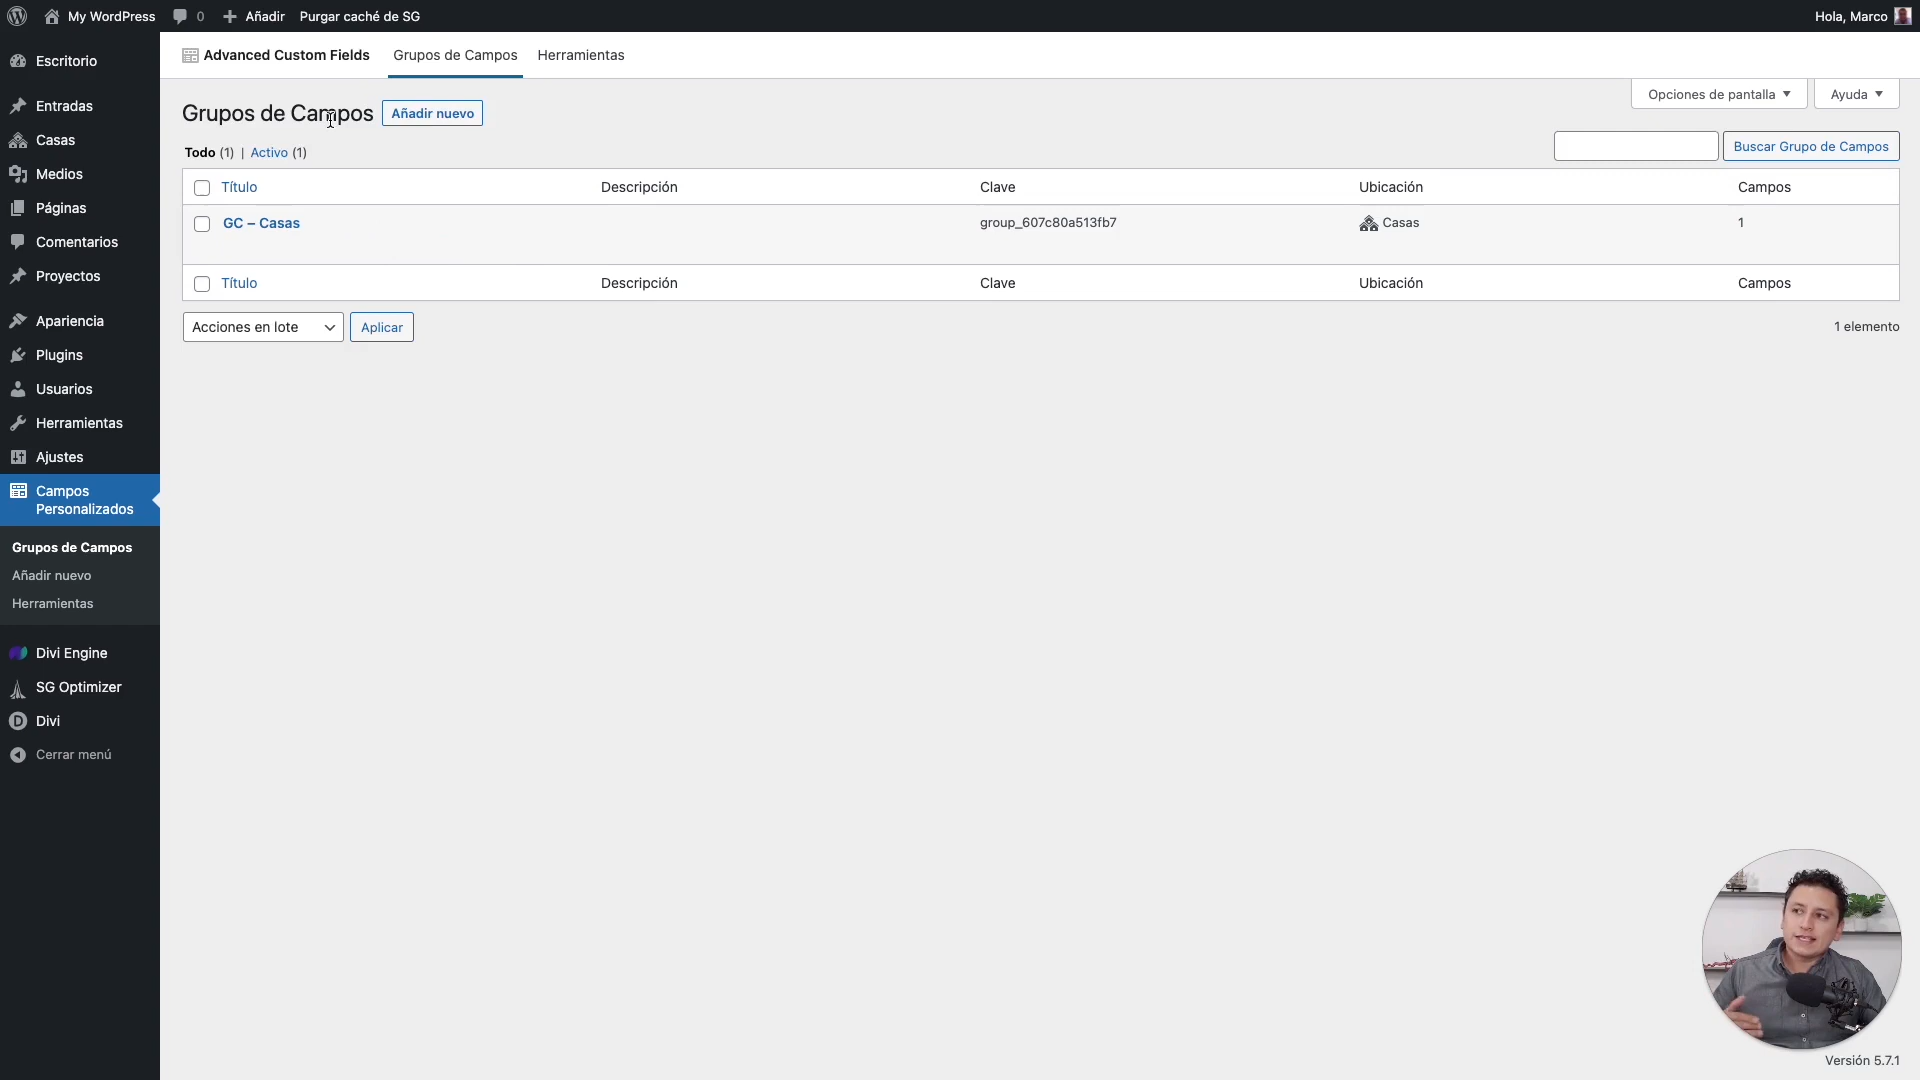 My WordPress
0
Añadir
Purgar caché de SG
Hola, Marco
Escritorio
Entradas
Casas
Medios
Páginas
Comentarios
Proyectos
Apariencia
Plugins
Usuarios
Herramientas
Ajustes
Campos
Personalizados
Grupos de Campos
Añadir nuevo
Herramientas
Divi Engine
SG Optimizer
Divi
Cerrar menú
Advanced Custom Fields
Grupos de Campos
Herramientas
Opciones de pantalla
Ayuda
Grupos de Campos
Añadir nuevo
Todo (1) | Activo (1)
Buscar Grupo de Campos
Título Descripción Clave Ubicación Campos
GC – Casas group_607c80a513fb7 Casas 1
Título Descripción Clave Ubicación Campos
Acciones en lote
Aplicar
1 elemento
Versión 5.7.1